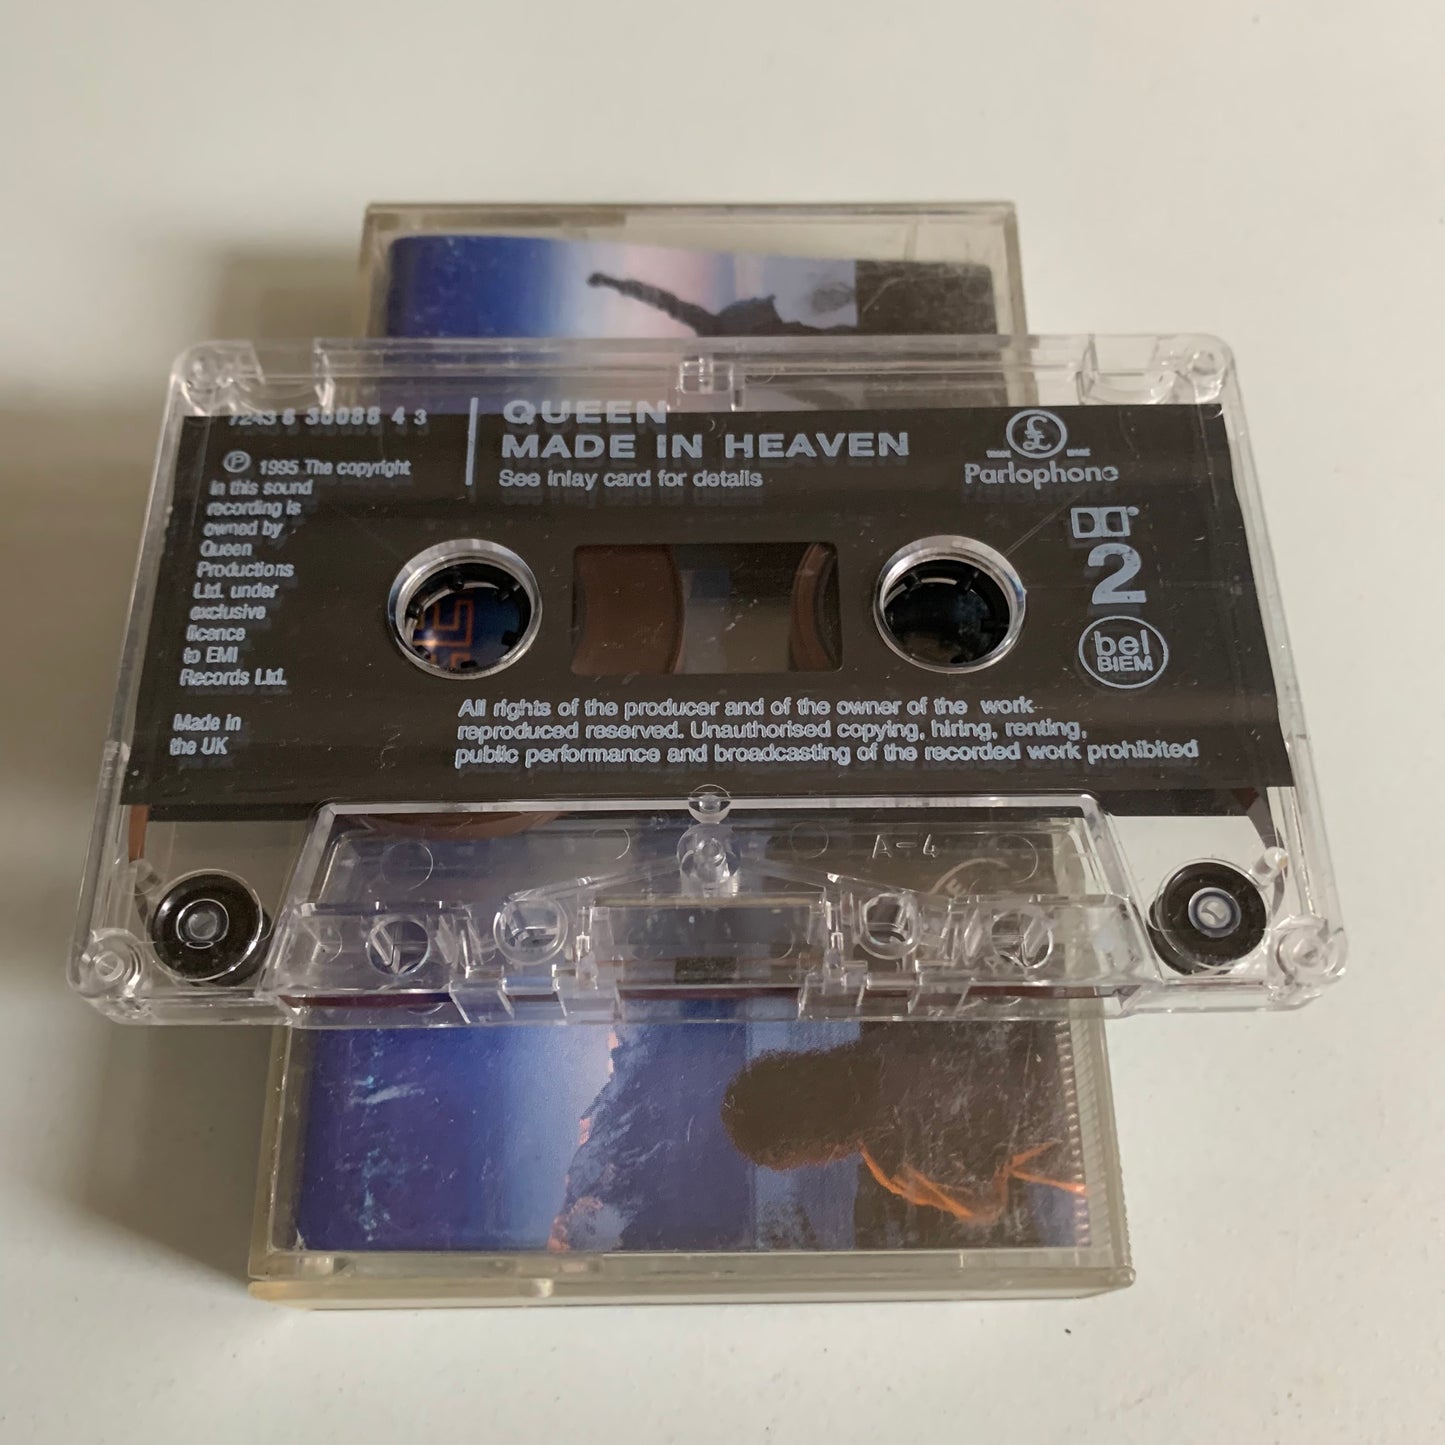 7243 8 36088 4 3
QUEEN
MADE IN HEAVEN
See inlay card for details
℗ 1995 The copyright
in this sound
recording is
owned by
Queen
Productions
Ltd. under
exclusive
licence
to EMI
Records Ltd.
Made in
the UK
£
TRADE MARK
Parlophone
2
bel
BIEM
All rights of the producer and of the owner of the work
reproduced reserved. Unauthorised copying, hiring, renting,
public performance and broadcasting of the recorded work prohibited
A-4